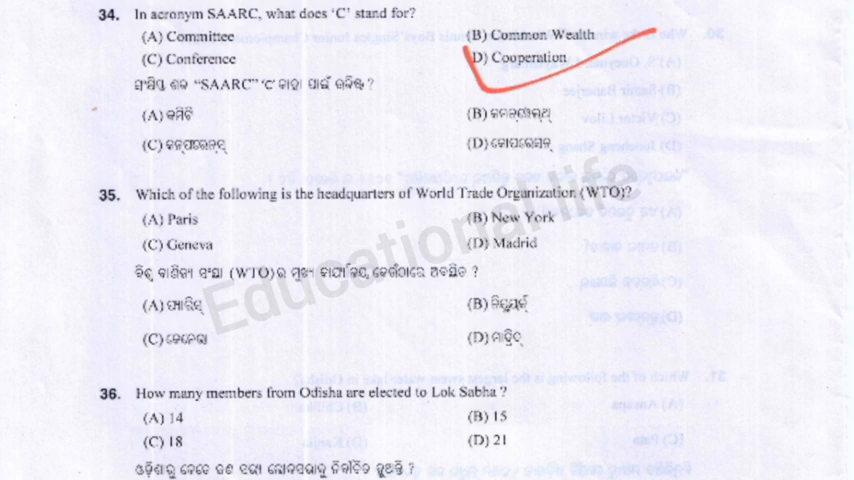 34. In acronym SAARC, what does 'C' stand for?
(A) Committee (B) Common Wealth
(C) Conference (D) Cooperation
ସଂକ୍ଷିପ୍ତ ଶବ୍ଦ "SAARC" 'C' କାହା ପାଇଁ ଉଦ୍ଦିଷ୍ଟ ?
(A) କମିଟି (B) କମନ୍‌ୱେଲ୍‌ଥ୍
(C) କନ୍‌ଫରେନ୍ସ୍ (D) କୋପରେସନ୍
35. Which of the following is the headquarters of World Trade Organization (WTO)?
(A) Paris (B) New York
(C) Geneva (D) Madrid
ବିଶ୍ୱ ବାଣିଜ୍ୟ ସଂସ୍ଥା (WTO)ର ମୁଖ୍ୟ କାର୍ଯ୍ୟାଳୟ କେଉଁଠାରେ ଅବସ୍ଥିତ ?
(A) ପ୍ୟାରିସ୍ (B) ନିୟୁୟର୍କ୍
(C) ଜେନେଭା (D) ମାଡ୍ରିଦ୍
36. How many members from Odisha are elected to Lok Sabha ?
(A) 14 (B) 15
(C) 18 (D) 21
ଓଡ଼ିଶାରୁ କେତେ ଜଣ ସଭ୍ୟ ଲୋକସଭାକୁ ନିର୍ବାଚିତ ହୁଅନ୍ତି ?
Educational life